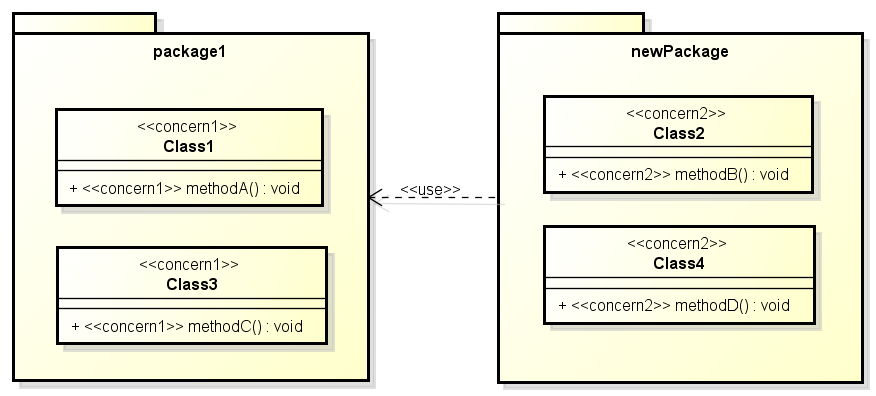 package1
<<concern1>>
Class1
+ <<concern1>> methodA() : void
<<concern1>>
Class3
+ <<concern1>> methodC() : void
<<use>>
newPackage
<<concern2>>
Class2
+ <<concern2>> methodB() : void
<<concern2>>
Class4
+ <<concern2>> methodD() : void